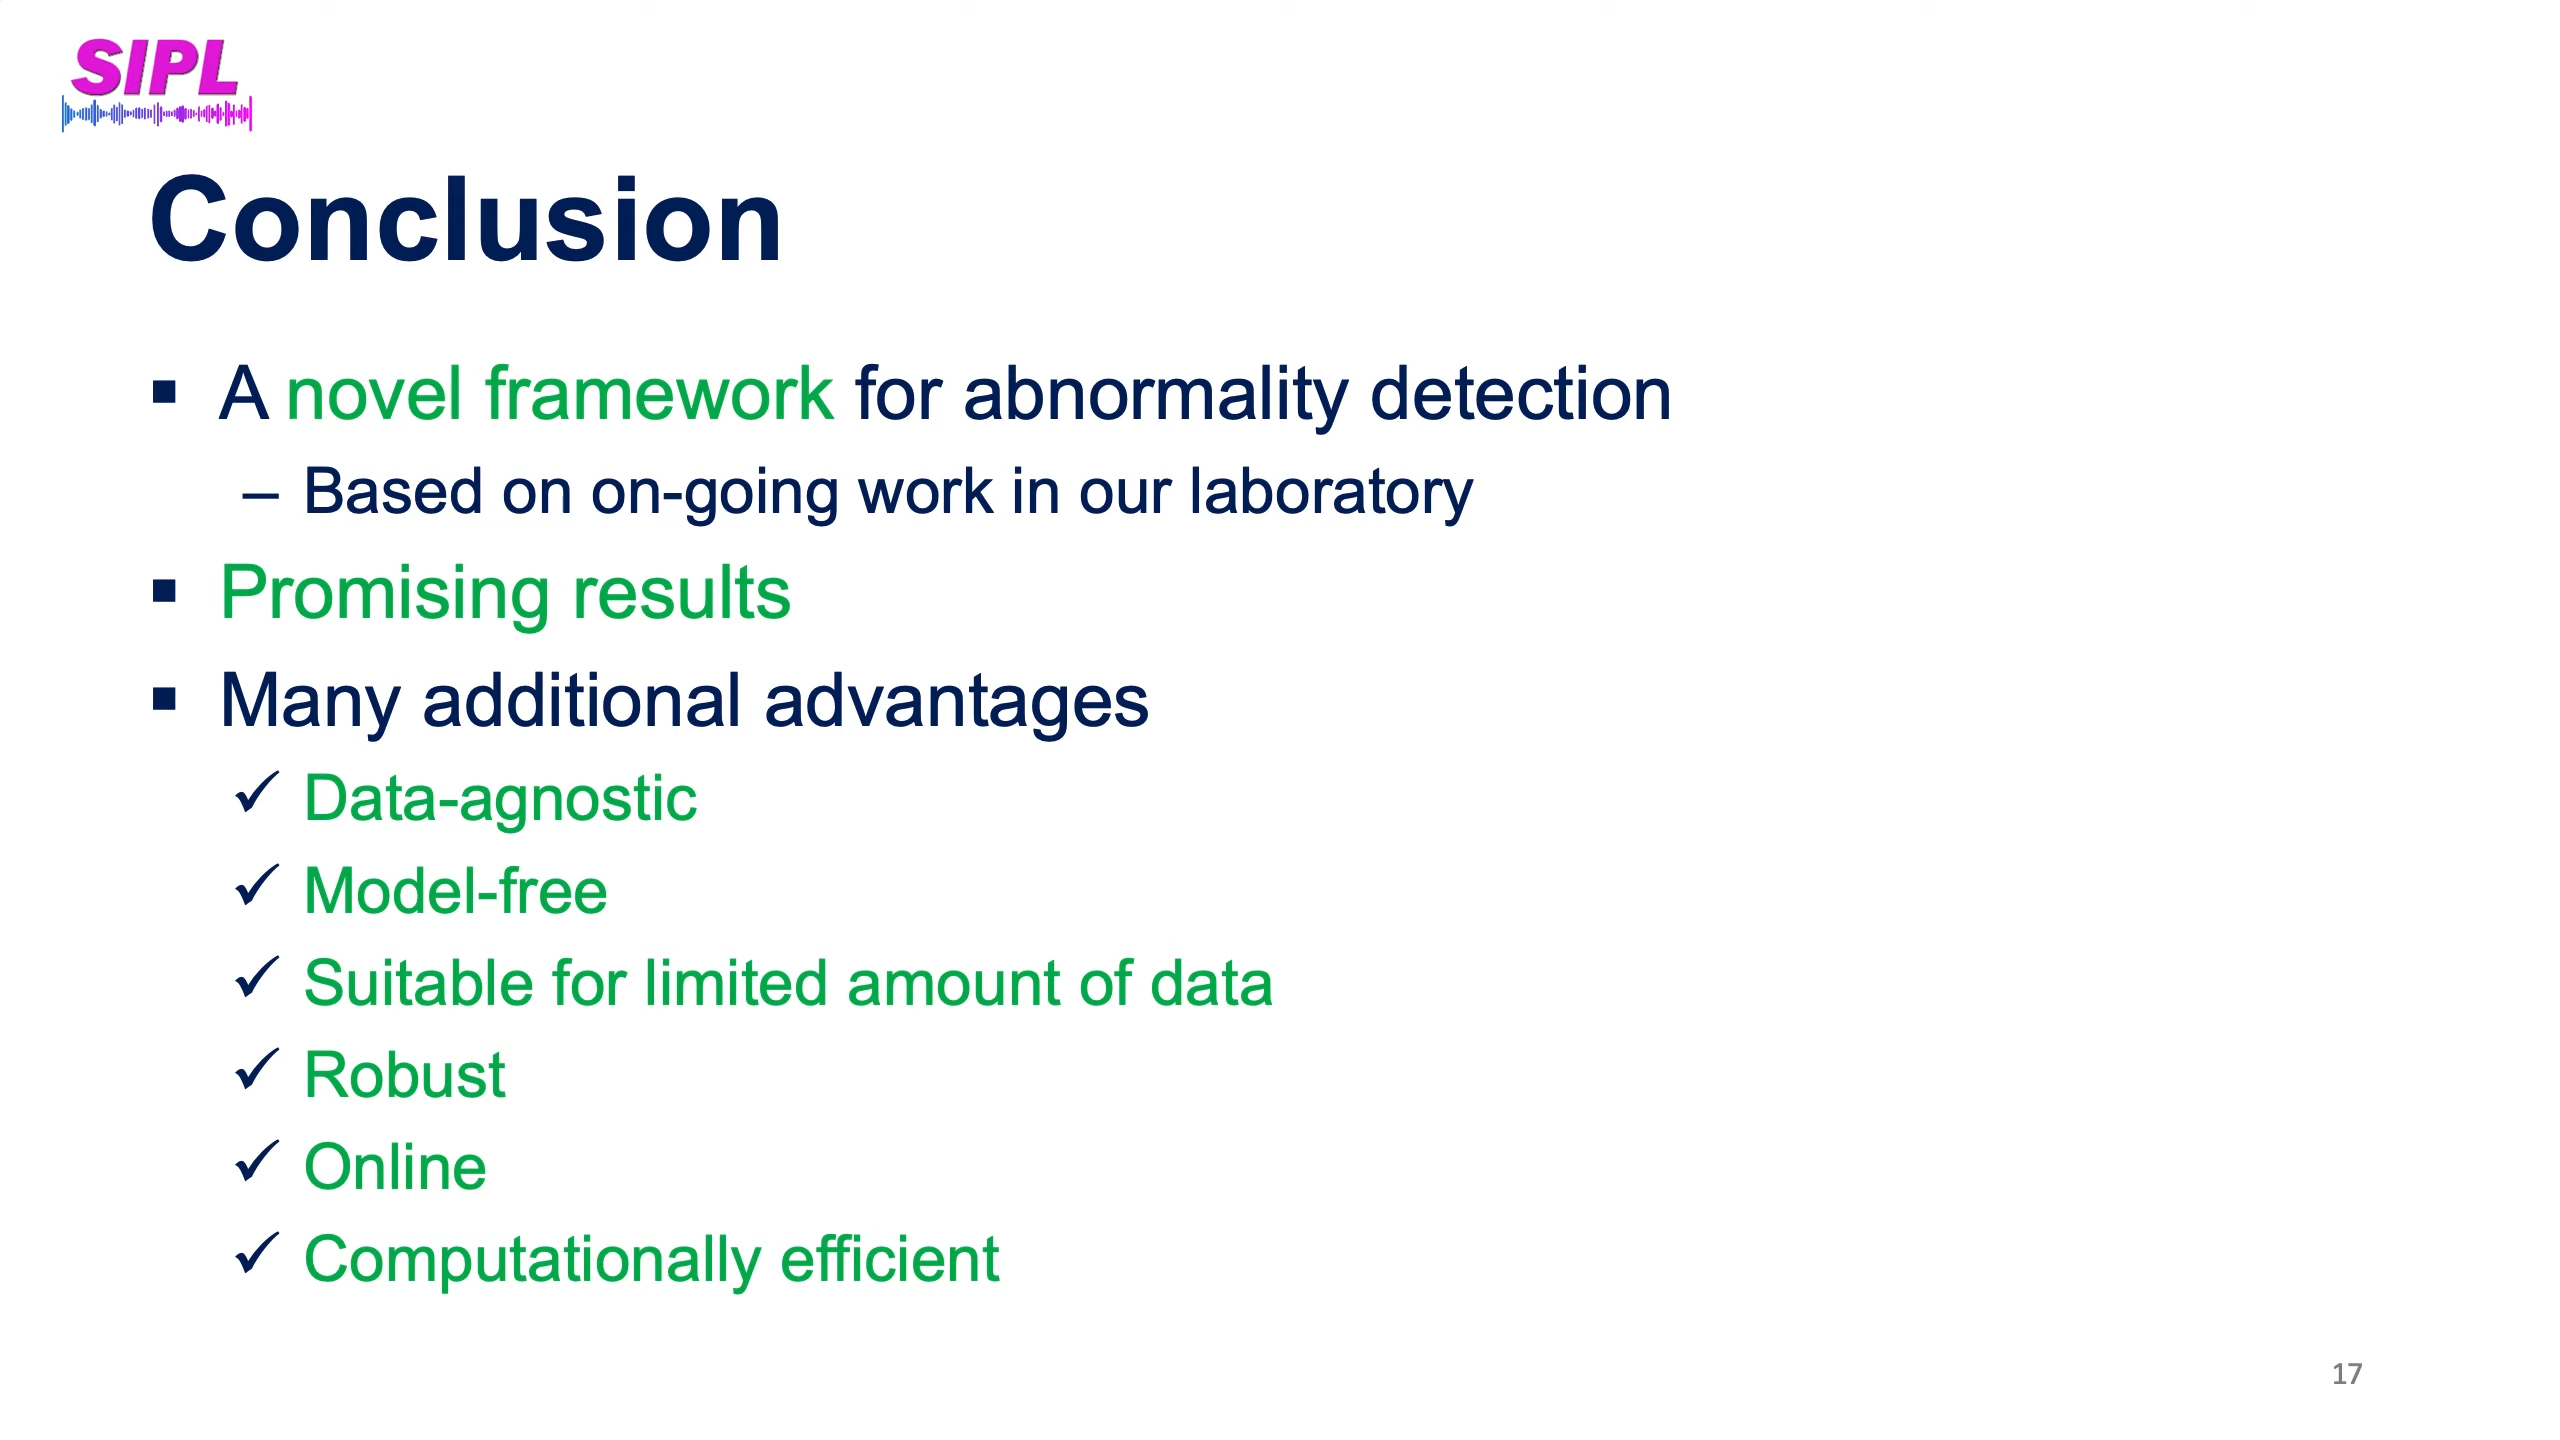 SIPL
Conclusion
▪ A novel framework for abnormality detection
– Based on on-going work in our laboratory
▪ Promising results
▪ Many additional advantages
✓ Data-agnostic
✓ Model-free
✓ Suitable for limited amount of data
✓ Robust
✓ Online
✓ Computationally efficient
17